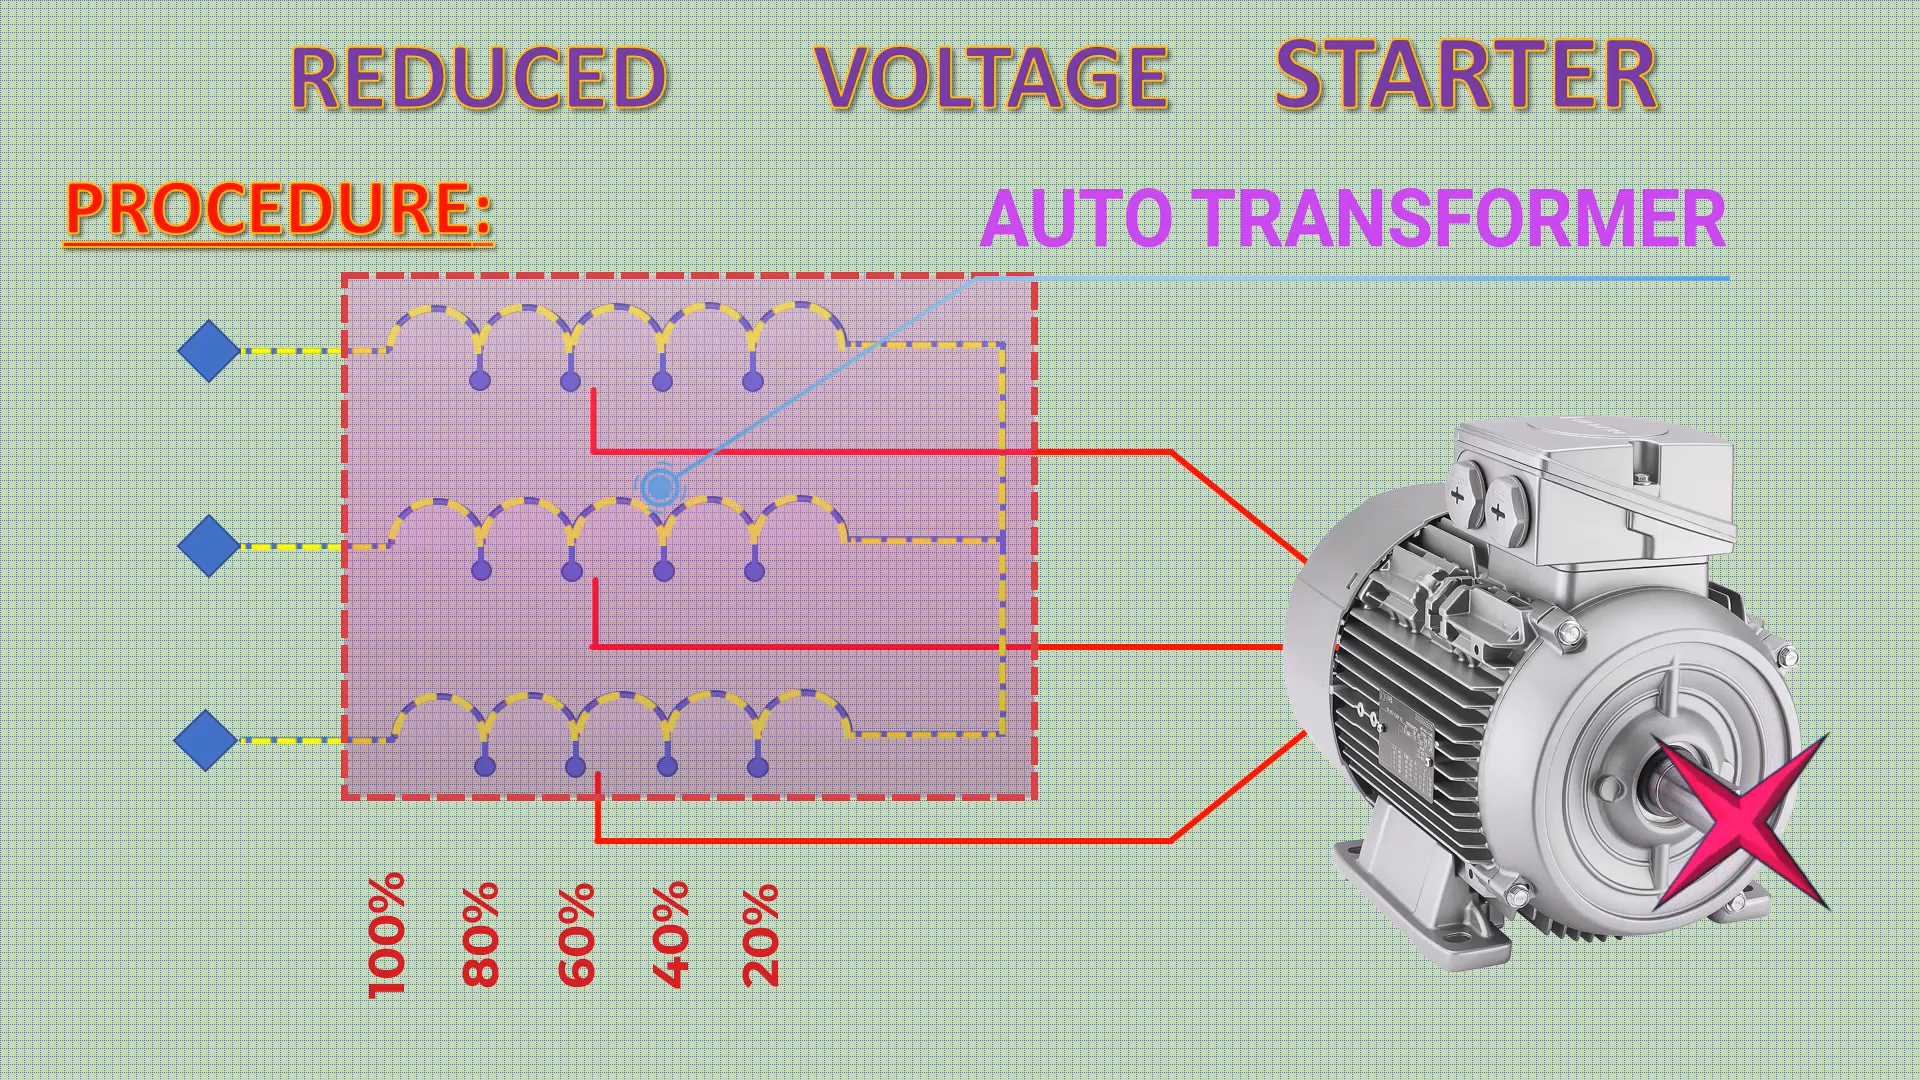 REDUCED VOLTAGE STARTER
PROCEDURE:
AUTO TRANSFORMER
100%
80%
60%
40%
20%